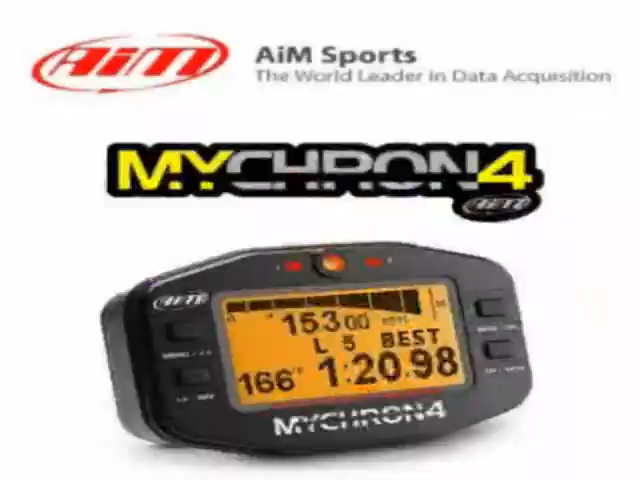 AiM
AiM Sports
The World Leader in Data Acquisition
MYCHRON4
AiM
AiM
15300
L 5 BEST
166 1:20.98
MYCHRON4